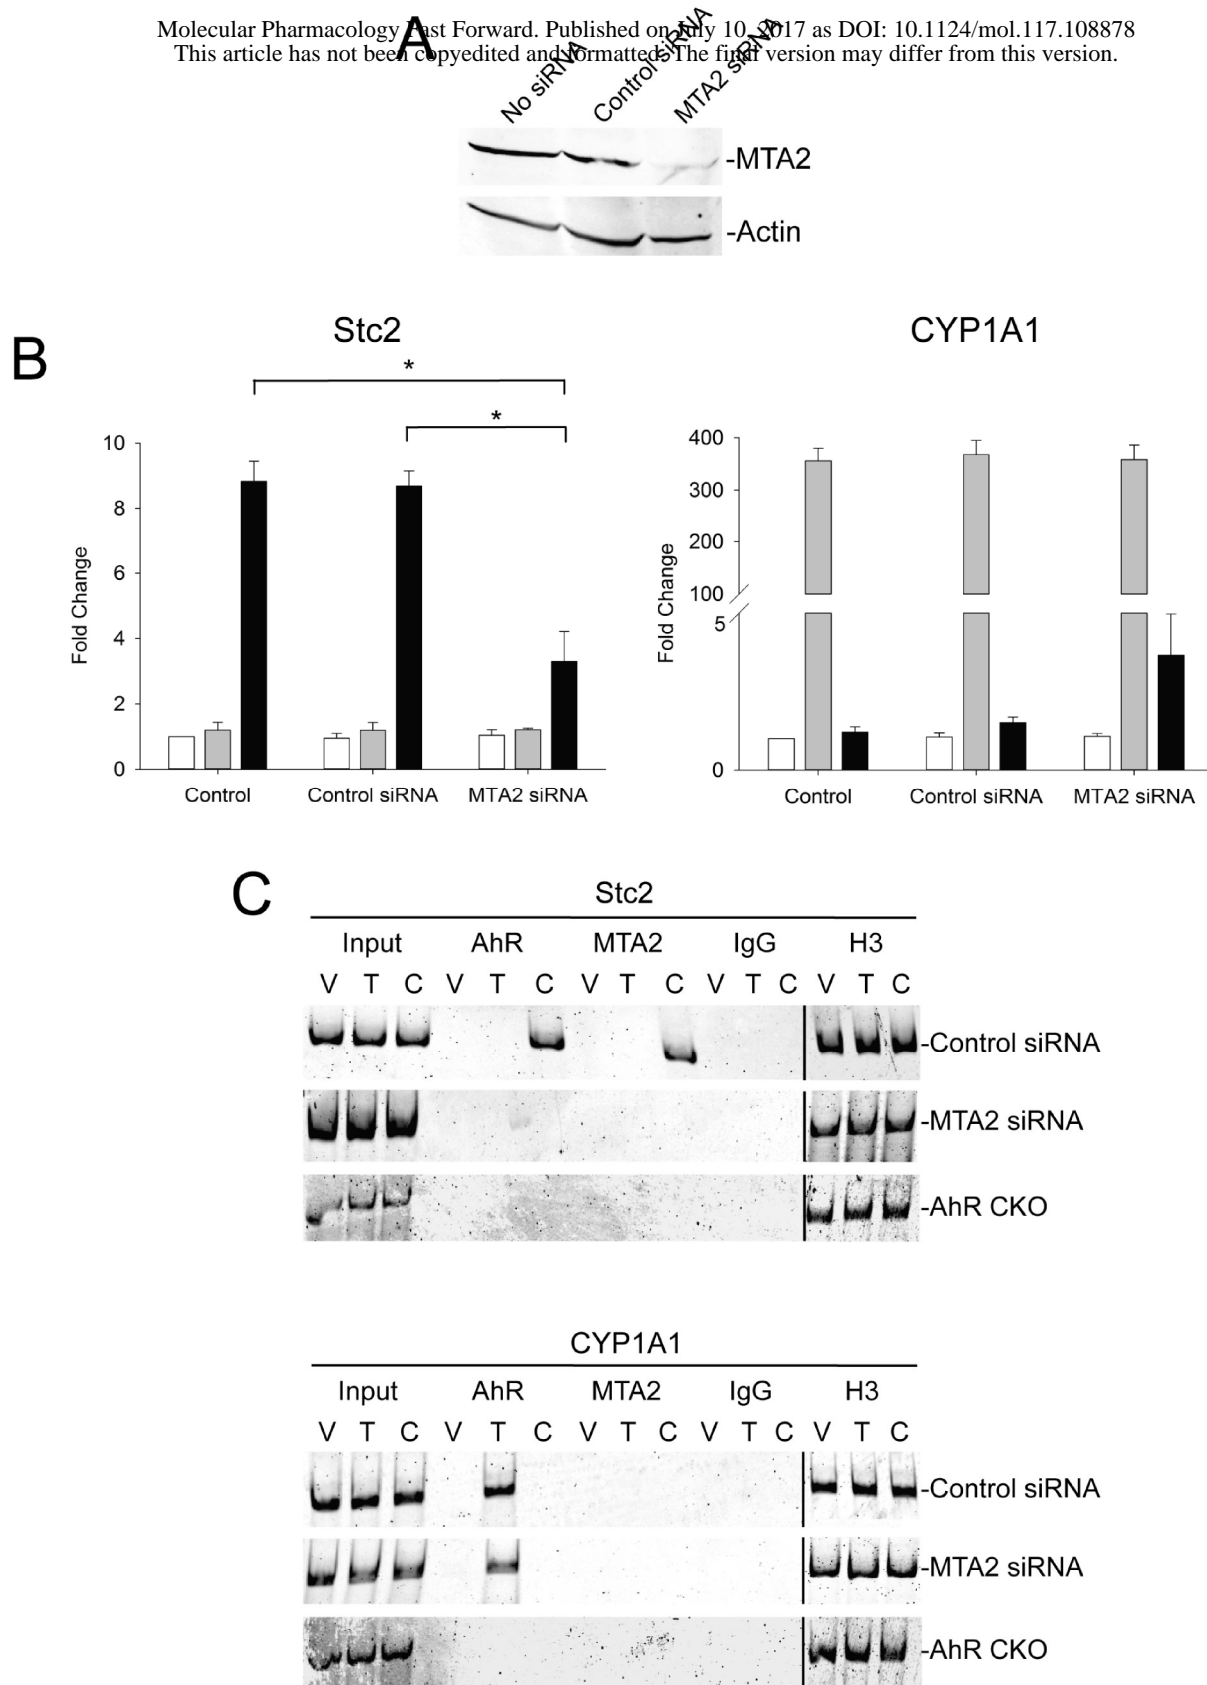 Molecular Pharmacology Fast Forward. Published on July 10, 2017 as DOI: 10.1124/mol.117.108878
This article has not been copyedited and formatted. The final version may differ from this version.
A
No siRNA Control siRNA MTA2 siRNA
-MTA2
-Actin
B
Stc2
*
*
Fold Change
10
8
6
4
2
0
Control Control siRNA MTA2 siRNA
CYP1A1
Fold Change
400
300
200
100
5
0
Control Control siRNA MTA2 siRNA
C
Stc2
Input AhR MTA2 IgG H3
V T C V T C V T C V T C V T C
-Control siRNA
-MTA2 siRNA
-AhR CKO
CYP1A1
Input AhR MTA2 IgG H3
V T C V T C V T C V T C V T C
-Control siRNA
-MTA2 siRNA
-AhR CKO